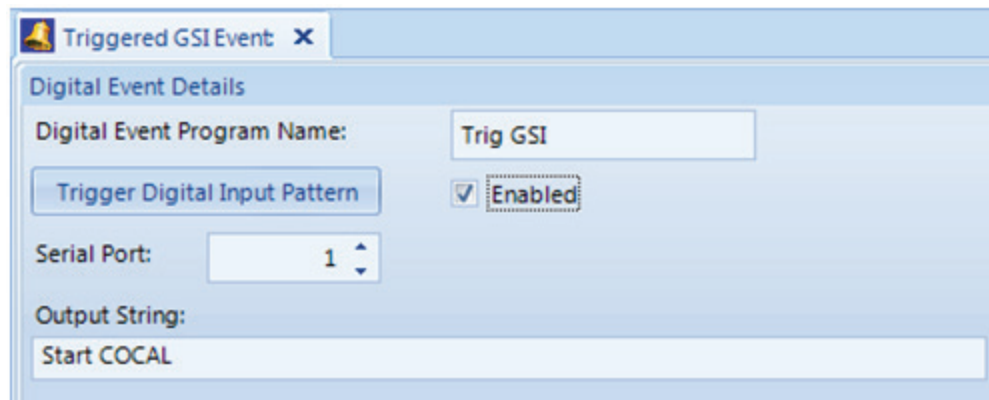 Triggered GSI Event
Digital Event Details
Digital Event Program Name: Trig GSI
Trigger Digital Input Pattern Enabled
Serial Port: 1
Output String:
Start COCAL